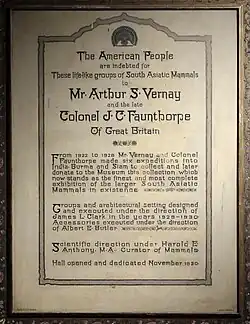 The American People
are indebted for
These lifelike groups of South Asiatic Mammals
to
Mr Arthur S. Vernay
and the late
Colonel J. C. Faunthorpe
Of Great Britain
From 1922 to 1928 Mr Vernay and Colonel
Faunthorpe made six expeditions into
India Burma and Siam to collect and later
donate to the Museum this collection which
now stands as the finest and most complete
exhibition of the larger South Asiatic
Mammals in existence
Groups and architectural setting designed
and executed under the direction of
James L. Clark in the years 1928-1930
Accessories executed under the direction
of Albert E. Butler
Scientific direction under Harold E.
Anthony M·A· Curator of Mammals
Hall opened and dedicated November 1930